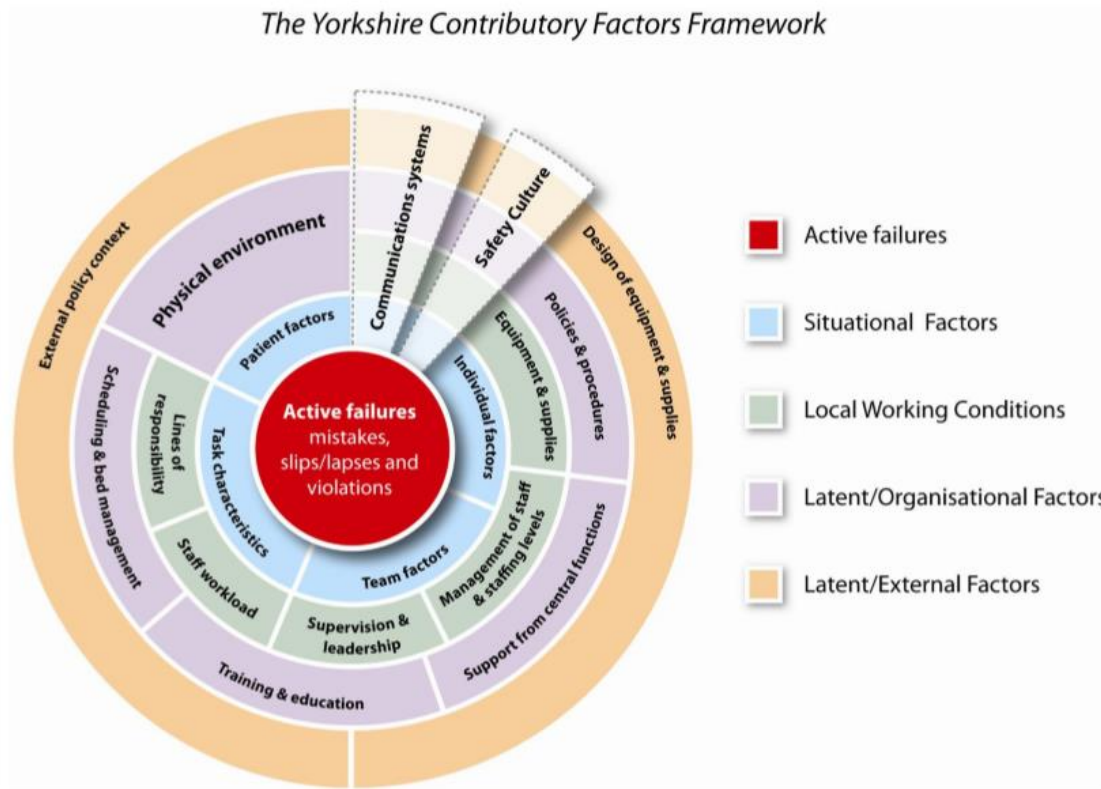 The Yorkshire Contributory Factors Framework
External policy context
Design of equipment & supplies
Physical environment
Communications systems
Safety Culture
Policies & procedures
Scheduling & bed management
Support from central functions
Training & education
Equipment & supplies
Lines of
responsibility
Staff workload
Supervision &
leadership
Management of staff
& staffing levels
Patient factors
Individual factors
Task characteristics
Team factors
Active failures
mistakes,
slips/lapses and
violations
Active failures
Situational Factors
Local Working Conditions
Latent/Organisational Factors
Latent/External Factors